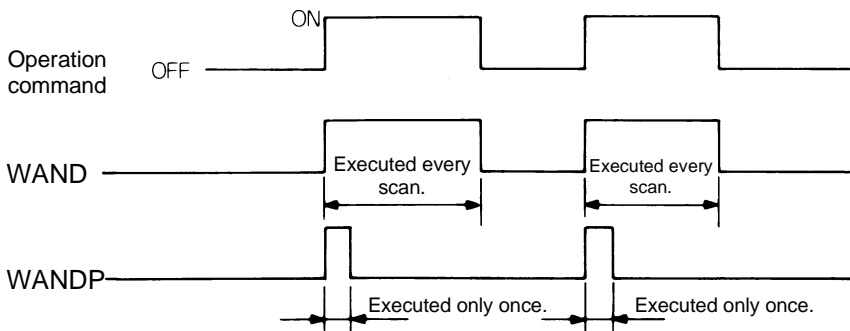 ON
Operation
command
OFF
WAND
Executed every
scan.
Executed every
scan.
WANDP
Executed only once.
Executed only once.